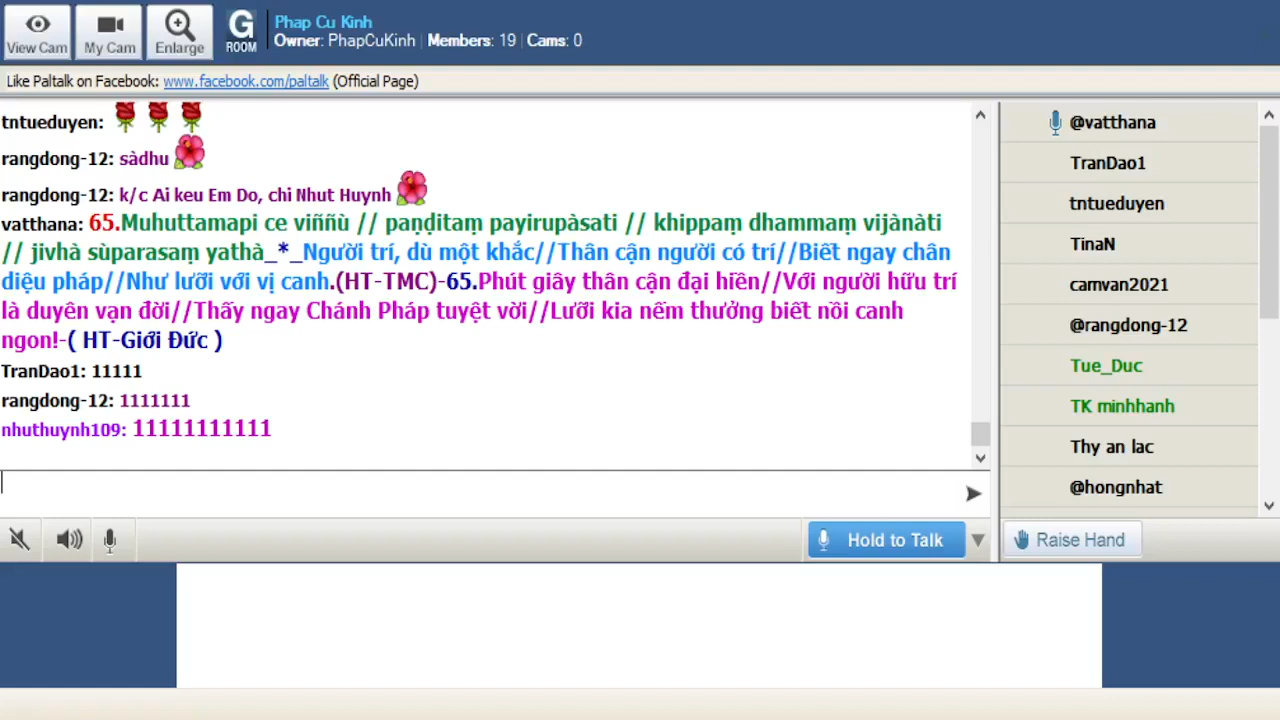 View Cam
My Cam
Enlarge
G
ROOM
Phap Cu Kinh
Owner: PhapCuKinh | Members: 19 | Cams: 0
Like Paltalk on Facebook: www.facebook.com/paltalk (Official Page)
tntueduyen:
rangdong-12: sàdhu
rangdong-12: k/c Ai keu Em Do, chi Nhut Huynh
vatthana: 65.Muhuttamapi ce viññù // paṇḍitaṃ payirupàsati // khippaṃ dhammaṃ vijànàti
// jivhà sùparasaṃ yathà_*_Người trí, dù một khắc//Thân cận người có trí//Biết ngay chân
diệu pháp//Như lưỡi với vị canh.(HT-TMC)-65.Phút giây thân cận đại hiền//Với người hữu trí
là duyên vạn đời//Thấy ngay Chánh Pháp tuyệt vời//Lưỡi kia nếm thưởng biết nồi canh
ngon!-( HT-Giới Đức )
TranDao1: 11111
rangdong-12: 1111111
nhuthuynh109: 11111111111
@vatthana
TranDao1
tntueduyen
TinaN
camvan2021
@rangdong-12
Tue_Duc
TK minhhanh
Thy an lac
@hongnhat
Hold to Talk
Raise Hand